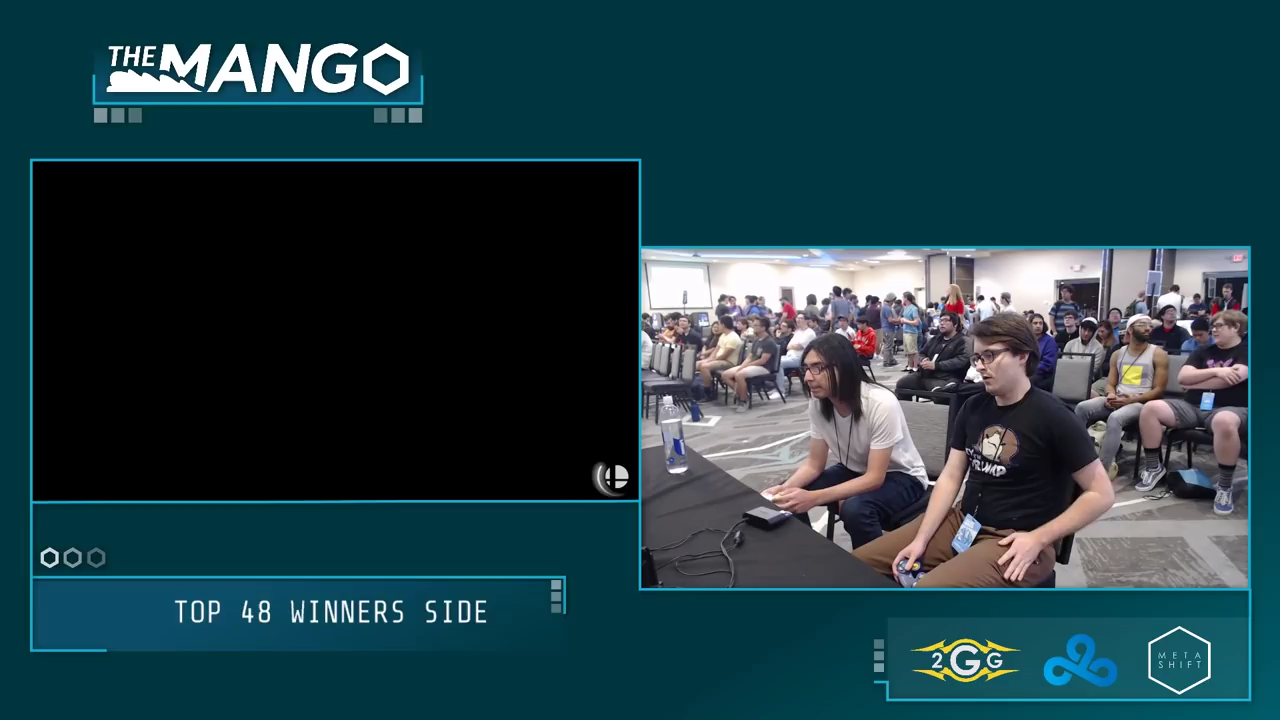 THE MANGO
TOP 48 WINNERS SIDE
2GG
META
SHIFT